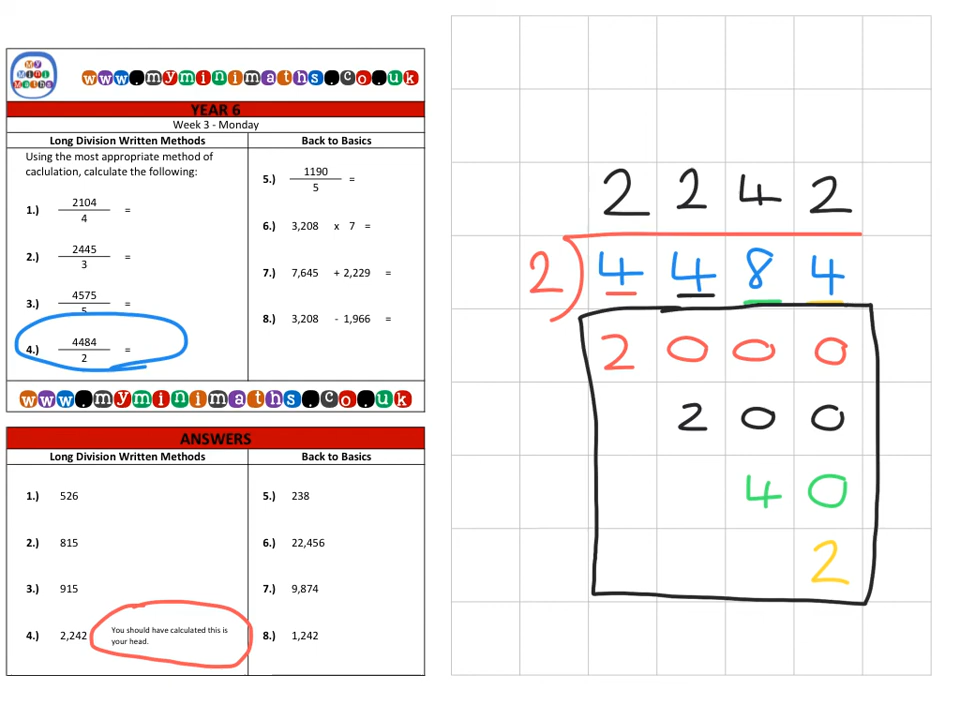 My
Mini
Maths
www.myminimaths.co.uk
YEAR 6
Week 3 - Monday
Long Division Written Methods
Back to Basics
Using the most appropriate method of
caclulation, calculate the following:
1.) 2104
4 =
2.) 2445
3 =
3.) 4575
5 =
4.) 4484
2 =
5.) 1190
5 =
6.) 3,208 x 7 =
7.) 7,645 + 2,229 =
8.) 3,208 - 1,966 =
www.myminimaths.co.uk
ANSWERS
Long Division Written Methods
Back to Basics
1.) 526
2.) 815
3.) 915
4.) 2,242 You should have calculated this is
your head.
5.) 238
6.) 22,456
7.) 9,874
8.) 1,242
2 2 4 2
2) 4 4 8 4
2 0 0 0
2 0 0
4 0
2